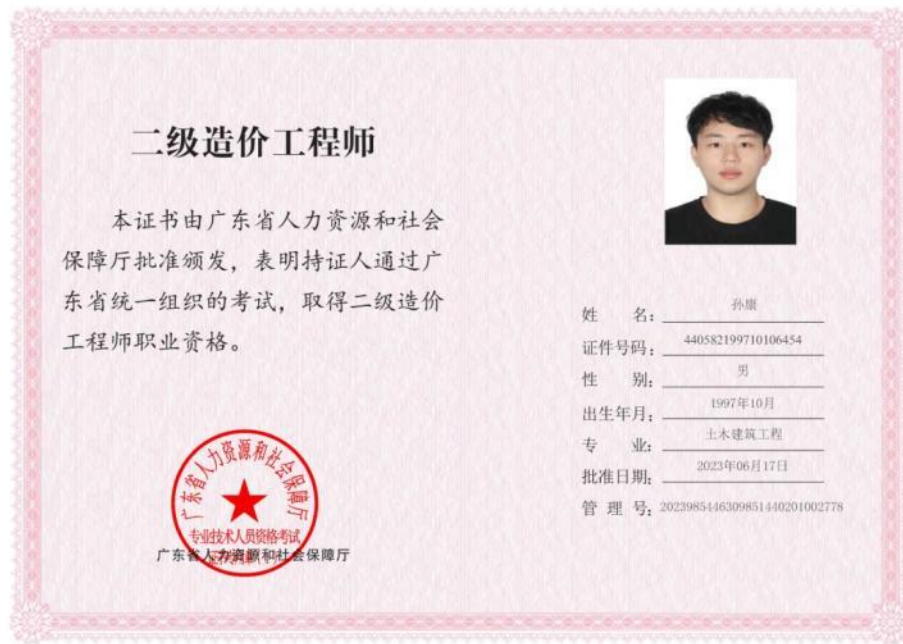 二级造价工程师
本证书由广东省人力资源和社会
保障厅批准颁发，表明持证人通过广
东省统一组织的考试，取得二级造价
工程师职业资格。
广东省人力资源和社会保障厅
专业技术人员资格考试
广东省人力资源和社会保障厅
姓 名：孙康
证件号码：440582199710106454
性 别：男
出生年月：1997年10月
专 业：土木建筑工程
批准日期：2023年06月17日
管 理 号：2023985446309851440201002778